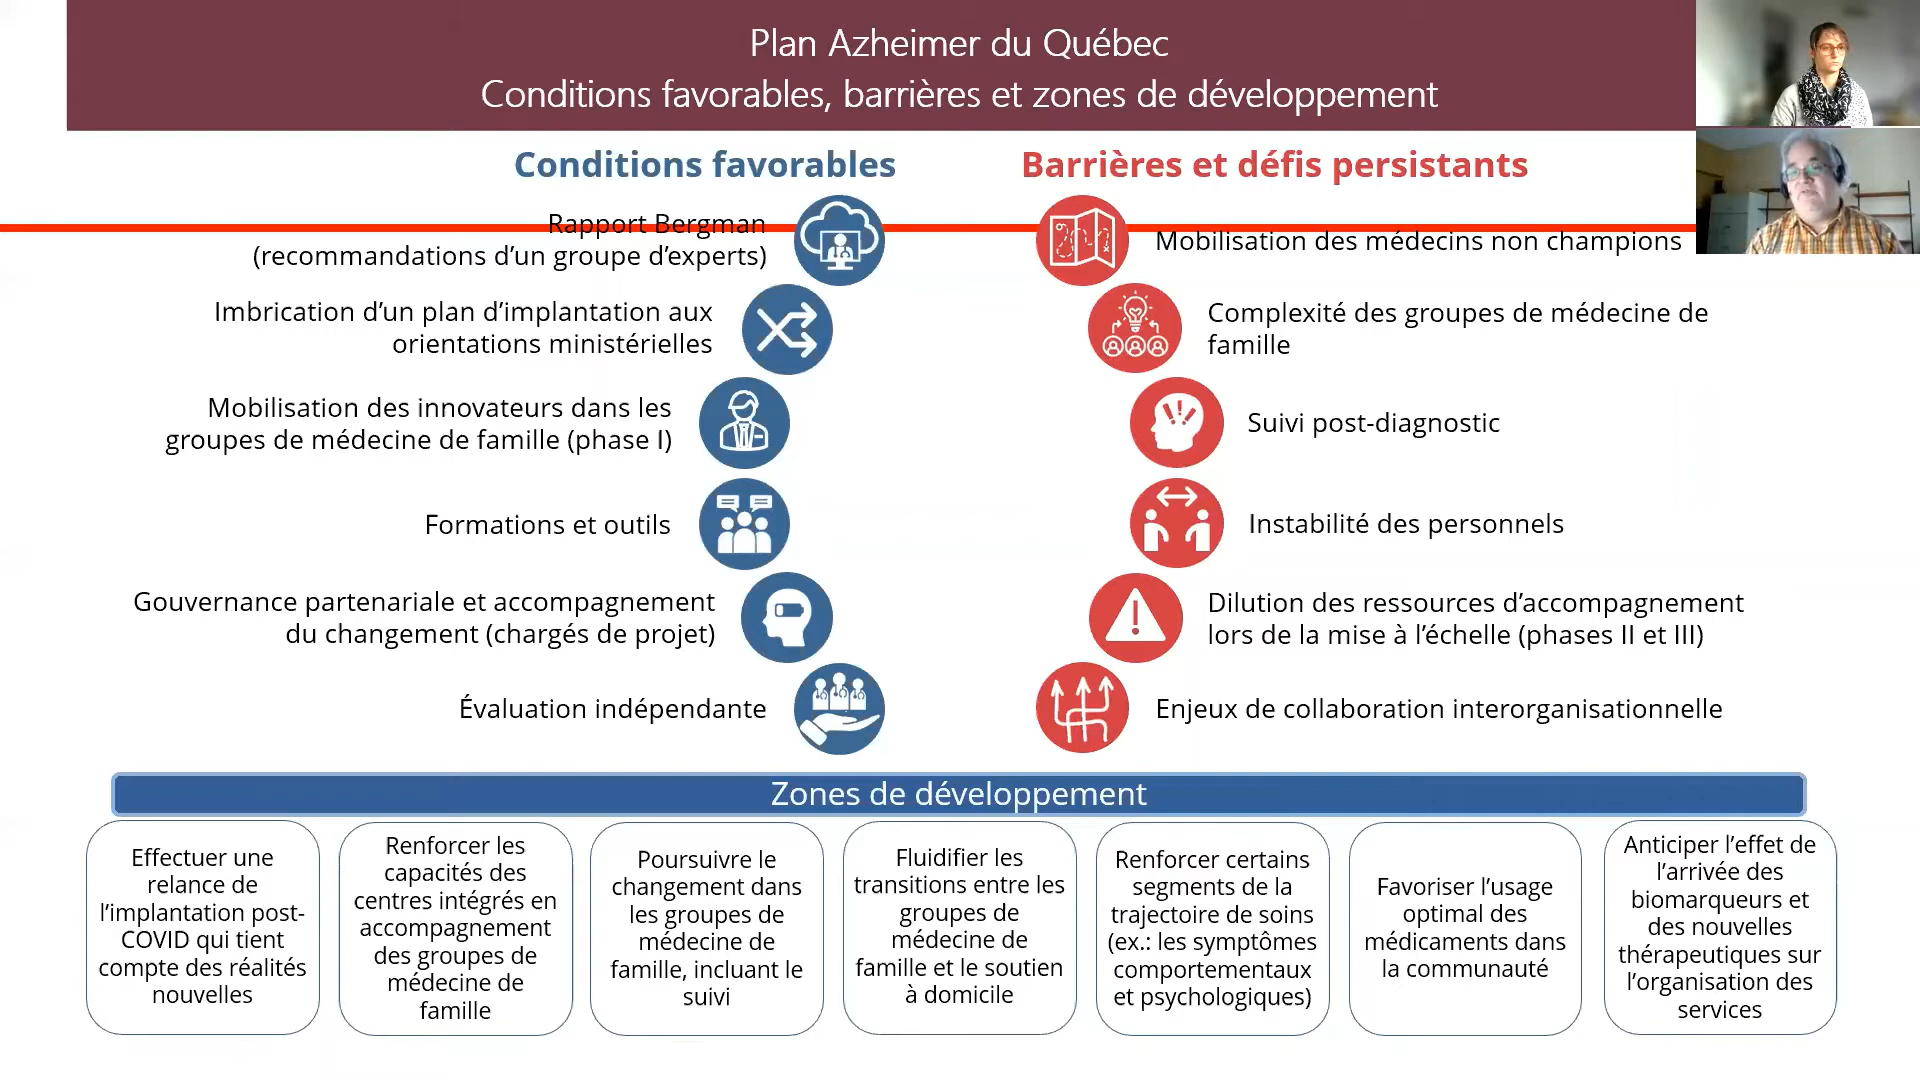 Plan Azheimer du Québec
Conditions favorables, barrières et zones de développement
Conditions favorables
Rapport Bergman
(recommandations d’un groupe d’experts)
Imbrication d’un plan d’implantation aux
orientations ministérielles
Mobilisation des innovateurs dans les
groupes de médecine de famille (phase I)
Formations et outils
Gouvernance partenariale et accompagnement
du changement (chargés de projet)
Évaluation indépendante
Barrières et défis persistants
Mobilisation des médecins non champions
Complexité des groupes de médecine de
famille
Suivi post-diagnostic
Instabilité des personnels
Dilution des ressources d’accompagnement
lors de la mise à l’échelle (phases II et III)
Enjeux de collaboration interorganisationnelle
Zones de développement
Effectuer une
relance de
l’implantation post-
COVID qui tient
compte des réalités
nouvelles
Renforcer les
capacités des
centres intégrés en
accompagnement
des groupes de
médecine de
famille
Poursuivre le
changement dans
les groupes de
médecine de
famille, incluant le
suivi
Fluidifier les
transitions entre les
groupes de
médecine de
famille et le soutien
à domicile
Renforcer certains
segments de la
trajectoire de soins
(ex.: les symptômes
comportementaux
et psychologiques)
Favoriser l’usage
optimal des
médicaments dans
la communauté
Anticiper l’effet de
l’arrivée des
biomarqueurs et
des nouvelles
thérapeutiques sur
l’organisation des
services